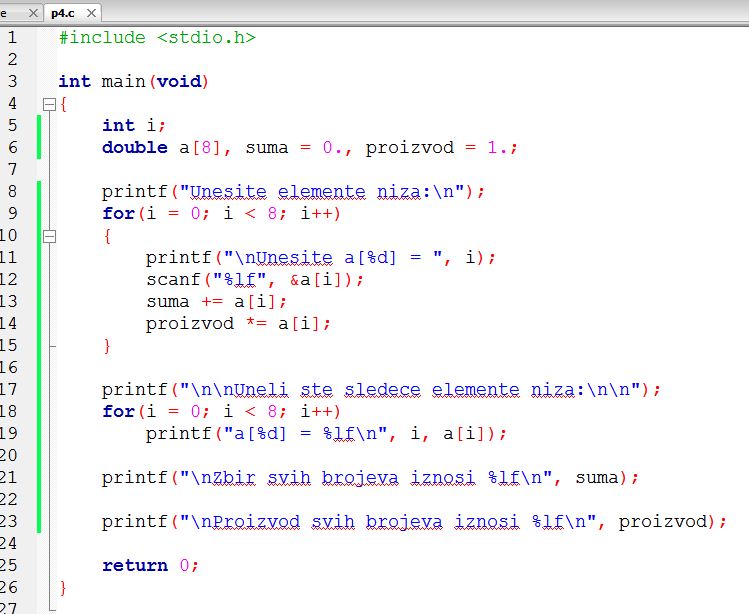 e p4.c
1 #include <stdio.h>
2
3 int main(void)
4 {
5 int i;
6 double a[8], suma = 0., proizvod = 1.;
7
8 printf("Unesite elemente niza:\n");
9 for(i = 0; i < 8; i++)
10 {
11 printf("\nUnesite a[%d] = ", i);
12 scanf("%lf", &a[i]);
13 suma += a[i];
14 proizvod *= a[i];
15 }
16
17 printf("\n\nUneli ste sledece elemente niza:\n\n");
18 for(i = 0; i < 8; i++)
19 printf("a[%d] = %lf\n", i, a[i]);
20
21 printf("\nZbir svih brojeva iznosi %lf\n", suma);
22
23 printf("\nProizvod svih brojeva iznosi %lf\n", proizvod);
24
25 return 0;
26 }
27